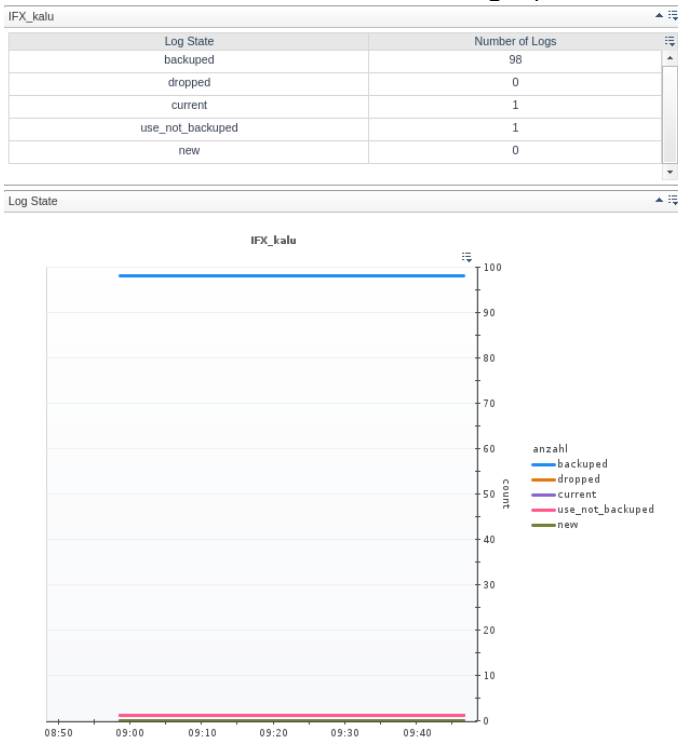 IFX_kalu
Log State Number of Logs
backuped 98
dropped 0
current 1
use_not_backuped 1
new 0
Log State
IFX_kalu
100
90
80
70
60
50
40
30
20
10
0
count
anzahl
backuped
dropped
current
use_not_backuped
new
08:50 09:00 09:10 09:20 09:30 09:40